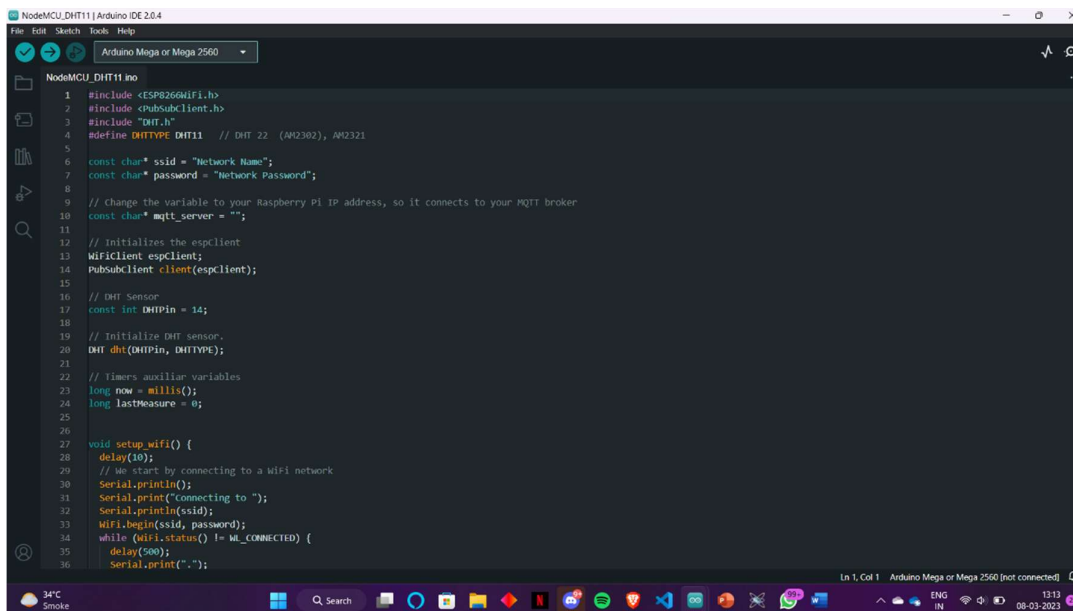 NodeMCU_DHT11 | Arduino IDE 2.0.4
File Edit Sketch Tools Help
Arduino Mega or Mega 2560
NodeMCU_DHT11.ino
1 #include <ESP8266WiFi.h>
2 #include <PubSubClient.h>
3 #include "DHT.h"
4 #define DHTTYPE DHT11   // DHT 22  (AM2302), AM2321
5
6 const char* ssid = "Network Name";
7 const char* password = "Network Password";
8
9 // Change the variable to your Raspberry Pi IP address, so it connects to your MQTT broker
10 const char* mqtt_server = "";
11
12 // Initializes the espClient
13 WiFiClient espClient;
14 PubSubClient client(espClient);
15
16 // DHT Sensor
17 const int DHTPin = 14;
18
19 // Initialize DHT sensor.
20 DHT dht(DHTPin, DHTTYPE);
21
22 // Timers auxiliar variables
23 long now = millis();
24 long lastMeasure = 0;
25
26
27 void setup_wifi() {
28   delay(10);
29   // We start by connecting to a WiFi network
30   Serial.println();
31   Serial.print("Connecting to ");
32   Serial.println(ssid);
33   WiFi.begin(ssid, password);
34   while (WiFi.status() != WL_CONNECTED) {
35     delay(500);
36     Serial.print(".");
Ln 1, Col 1 Arduino Mega or Mega 2560 [not connected]
34°C
Smoke
Search
99+
ENG
IN
13:13
08-03-2023